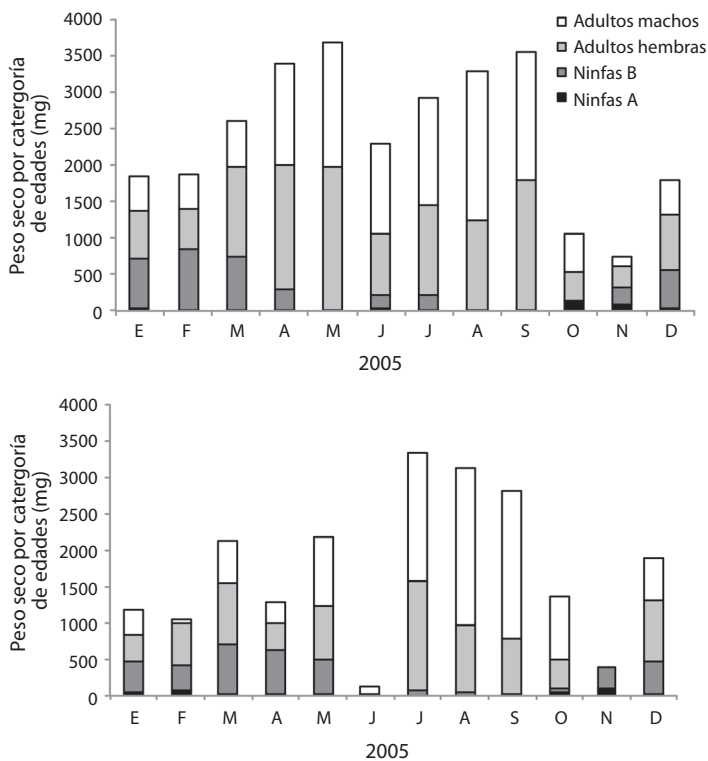 4000
3500
3000
2500
2000
1500
1000
500
0
Peso seco por catergoría
de edades (mg)
Adultos machos
Adultos hembras
Ninfas B
Ninfas A
E F M A M J J A S O N D
2005
4000
3500
3000
2500
2000
1500
1000
500
0
Peso seco por catergoría
de edades (mg)
E F M A M J J A S O N D
2005